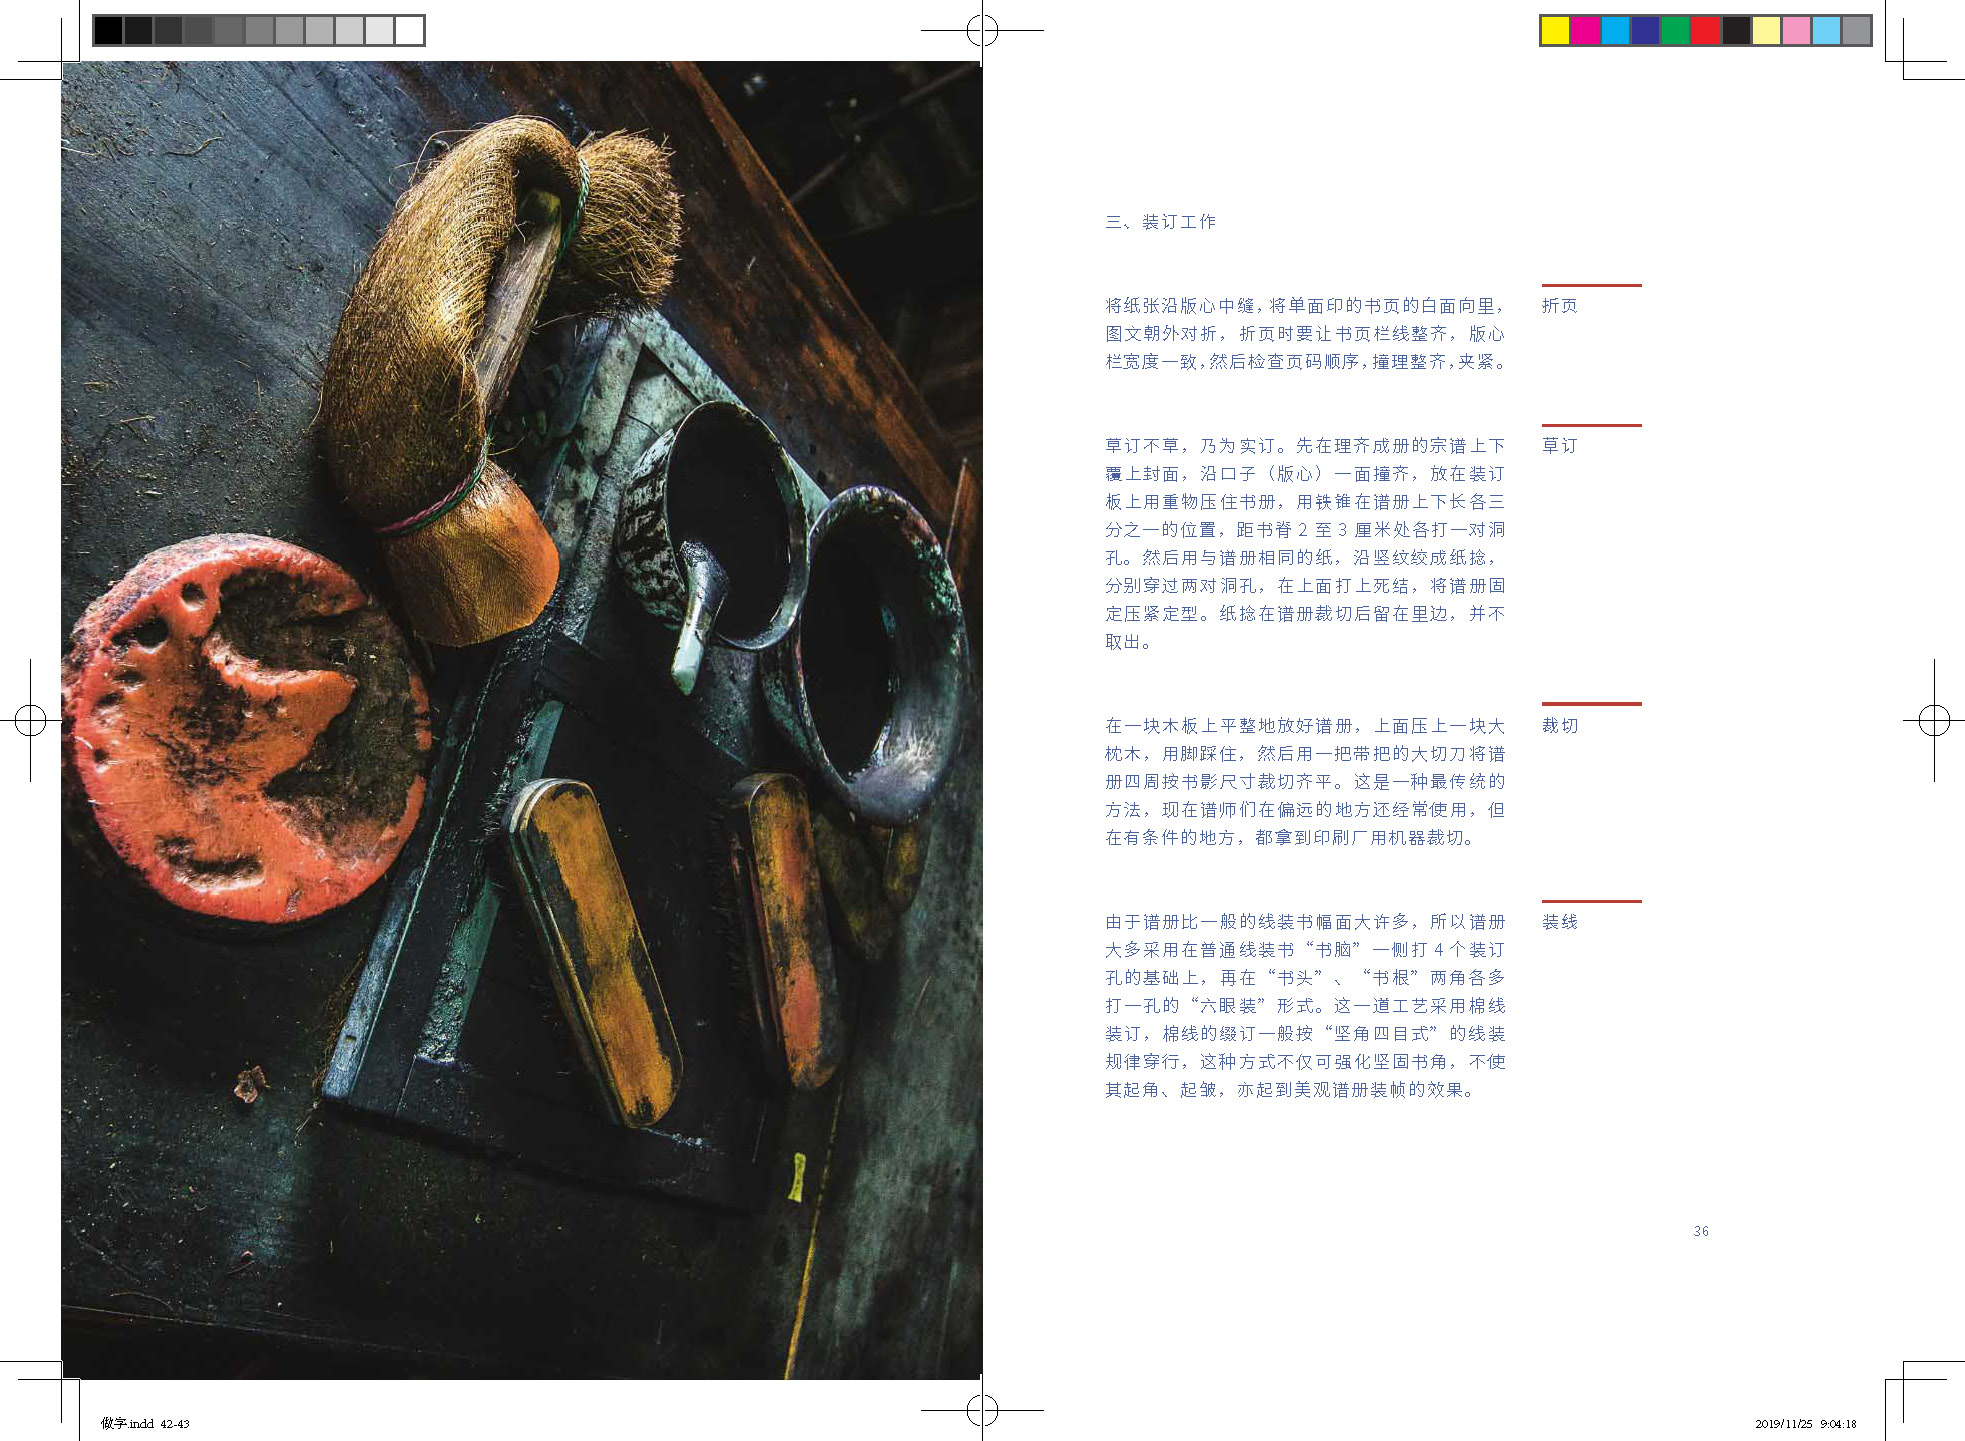 三、装订工作
折页
将纸张沿版心中缝，将单面印的书页的白面向里，
图文朝外对折，折页时要让书页栏线整齐，版心
栏宽度一致，然后检查页码顺序，撞理整齐，夹紧。
草订
草订不草，乃为实订。先在理齐成册的宗谱上下
覆上封面，沿口子（版心）一面撞齐，放在装订
板上用重物压住书册，用铁锥在谱册上下长各三
分之一的位置，距书脊 2 至 3 厘米处各打一对洞
孔。然后用与谱册相同的纸，沿竖纹绞成纸捻，
分别穿过两对洞孔，在上面打上死结，将谱册固
定压紧定型。纸捻在谱册裁切后留在里边，并不
取出。
裁切
在一块木板上平整地放好谱册，上面压上一块大
枕木，用脚踩住，然后用一把带把的大切刀将谱
册四周按书影尺寸裁切齐平。这是一种最传统的
方法，现在谱师们在偏远的地方还经常使用，但
在有条件的地方，都拿到印刷厂用机器裁切。
装线
由于谱册比一般的线装书幅面大许多，所以谱册
大多采用在普通线装书“书脑”一侧打 4 个装订
孔的基础上，再在“书头”、“书根”两角各多
打一孔的“六眼装”形式。这一道工艺采用棉线
装订，棉线的缀订一般按“坚角四目式”的线装
规律穿行，这种方式不仅可强化坚固书角，不使
其起角、起皱，亦起到美观谱册装帧的效果。
36
做字.indd 42-43
2019/11/25 9:04:18